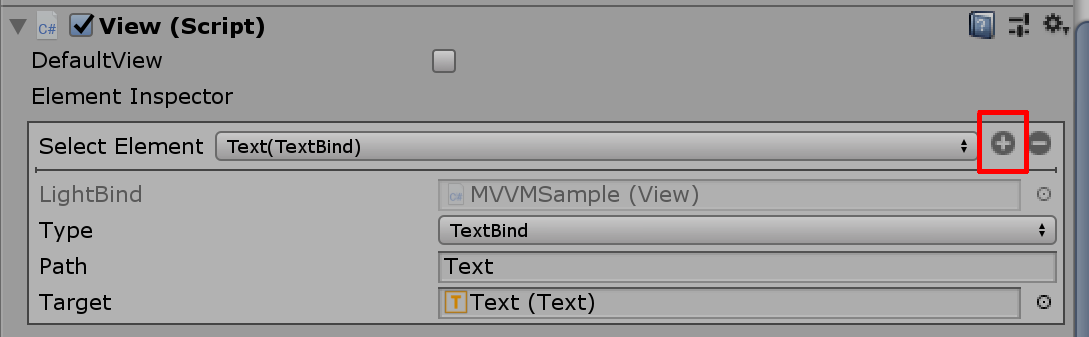 C# View (Script)
DefaultView
Element Inspector
Select Element Text(TextBind)
LightBind C# MVVMSample (View)
Type TextBind
Path Text
Target T Text (Text)